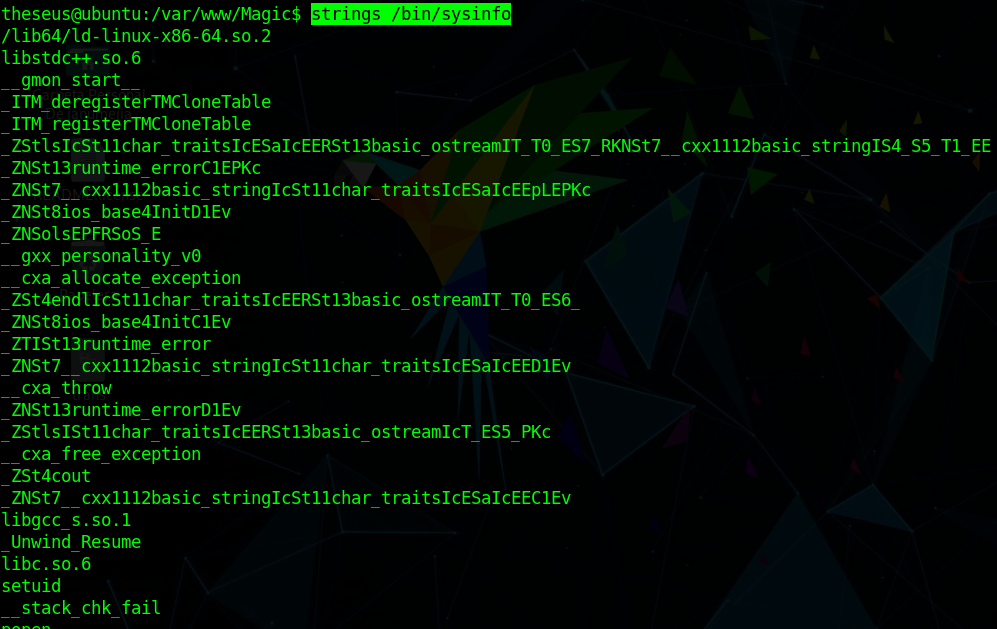 theseus@ubuntu:/var/www/Magic$ strings /bin/sysinfo
/lib64/ld-linux-x86-64.so.2
libstdc++.so.6
__gmon_start__
_ITM_deregisterTMCloneTable
_ITM_registerTMCloneTable
_ZStlsIcSt11char_traitsIcESaIcEERSt13basic_ostreamIT_T0_ES7_RKNSt7__cxx1112basic_stringIS4_S5_T1_EE
_ZNSt13runtime_errorC1EPKc
_ZNSt7__cxx1112basic_stringIcSt11char_traitsIcESaIcEEpLEPKc
_ZNSt8ios_base4InitD1Ev
_ZNSolsEPFRSoS_E
__gxx_personality_v0
__cxa_allocate_exception
_ZSt4endlIcSt11char_traitsIcEERSt13basic_ostreamIT_T0_ES6_
_ZNSt8ios_base4InitC1Ev
_ZTISt13runtime_error
_ZNSt7__cxx1112basic_stringIcSt11char_traitsIcESaIcEED1Ev
__cxa_throw
_ZNSt13runtime_errorD1Ev
_ZStlsISt11char_traitsIcEERSt13basic_ostreamIcT_ES5_PKc
__cxa_free_exception
_ZSt4cout
_ZNSt7__cxx1112basic_stringIcSt11char_traitsIcESaIcEEC1Ev
libgcc_s.so.1
_Unwind_Resume
libc.so.6
setuid
__stack_chk_fail
popen